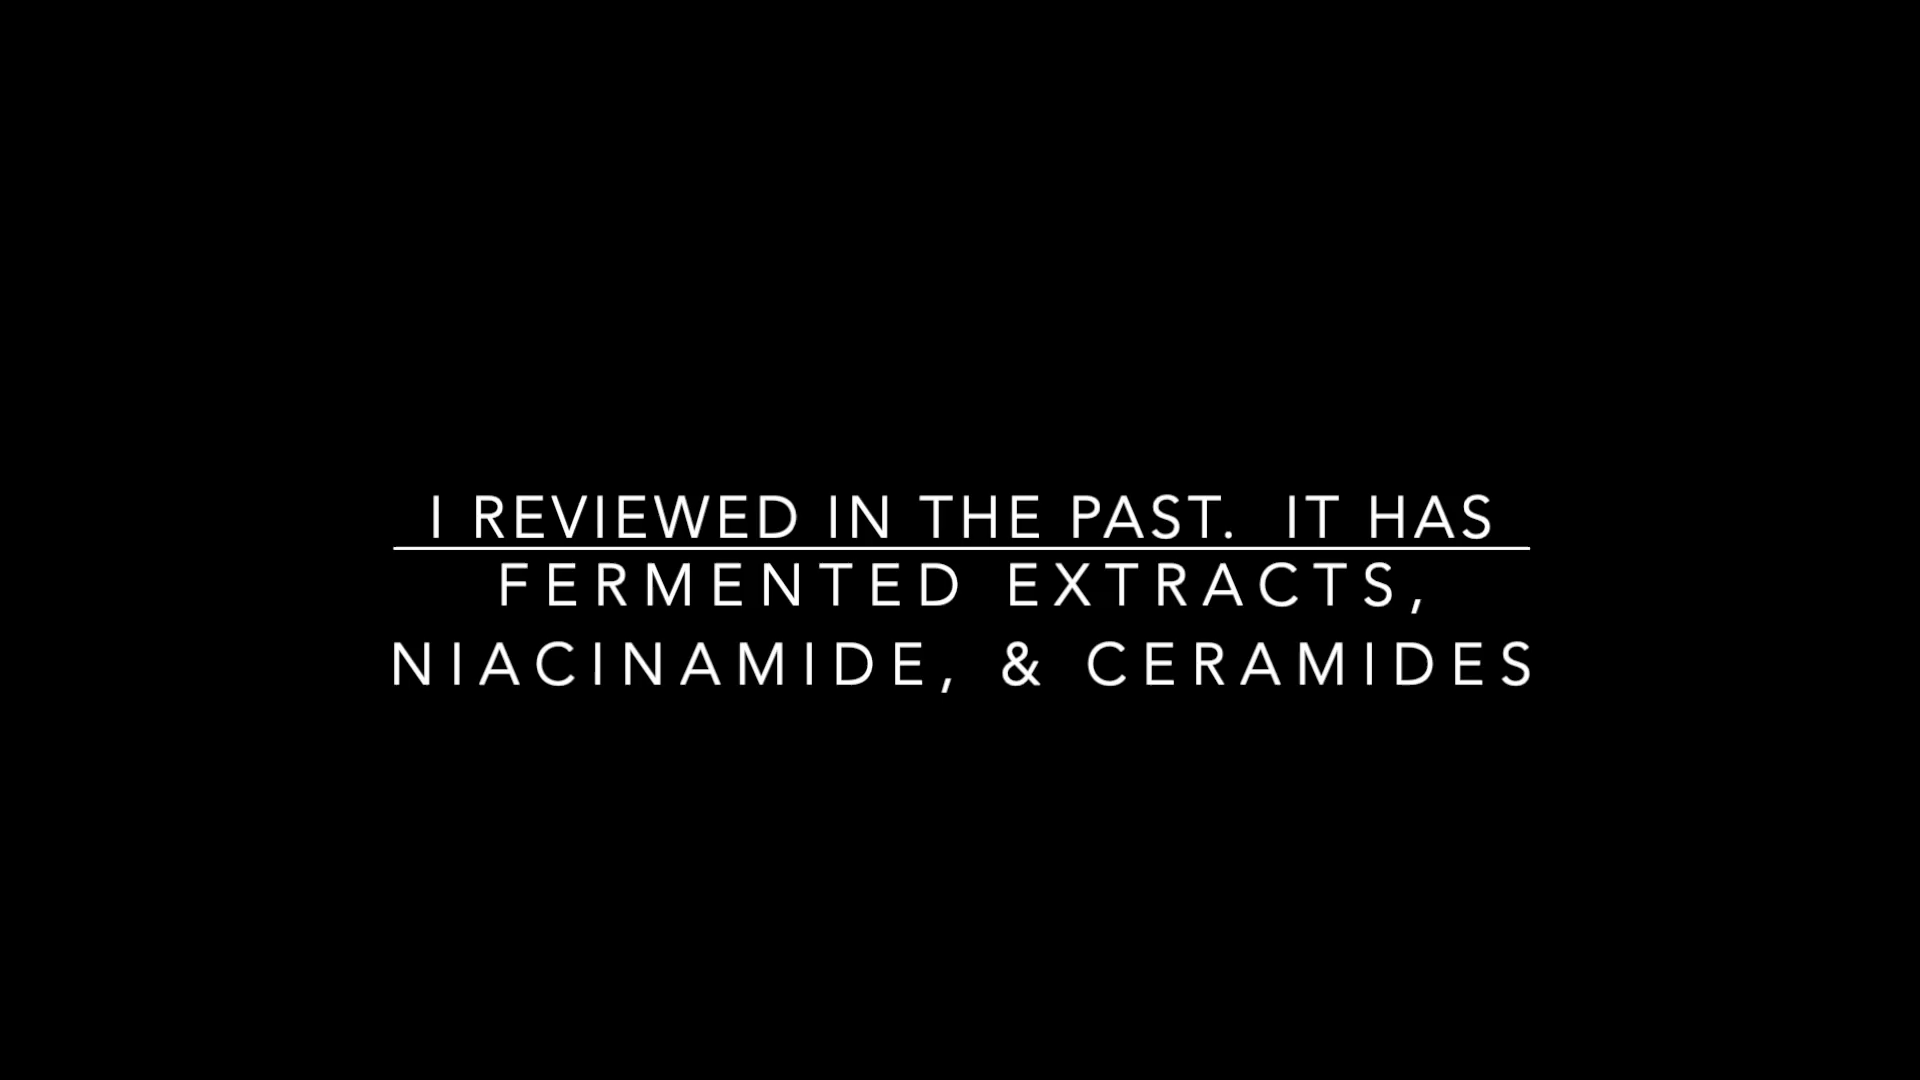 I REVIEWED IN THE PAST.  IT HAS
FERMENTED EXTRACTS,
NIACINAMIDE, & CERAMIDES